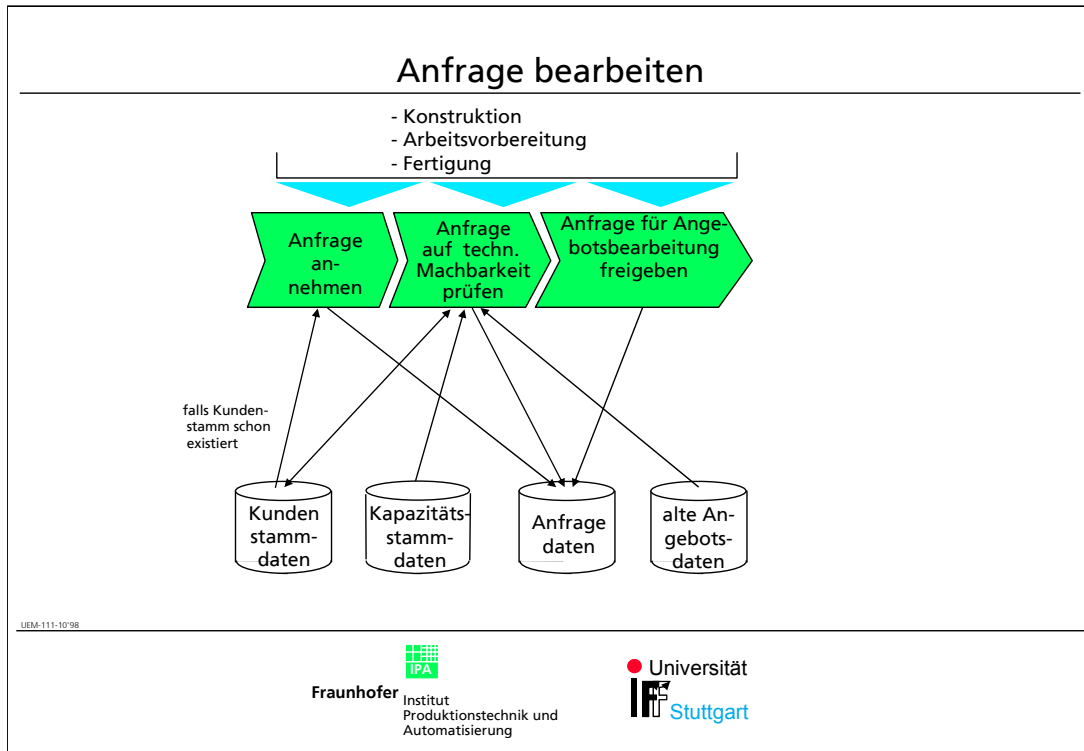 Anfrage bearbeiten
- Konstruktion
- Arbeitsvorbereitung
- Fertigung
Anfrage
an-
nehmen
Anfrage
auf techn.
Machbarkeit
prüfen
Anfrage für Ange-
botsbearbeitung
freigeben
falls Kunden-
stamm schon
existiert
Kunden
stamm-
daten
Kapazitäts-
stamm-
daten
Anfrage
daten
alte An-
gebots-
daten
UEM-111-10'98
IPA
Fraunhofer
Institut
Produktionstechnik und
Automatisierung
Universität
IFF
Stuttgart